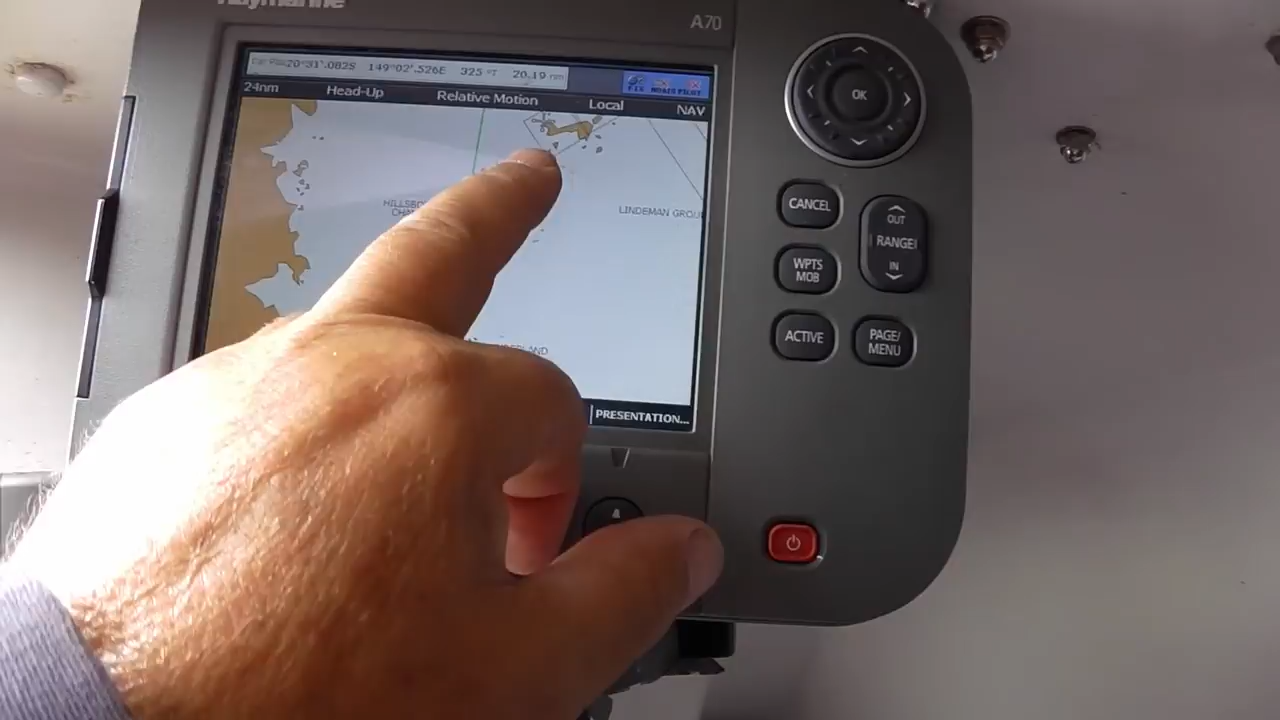 Raymarine
A70
20°31'.082S 149°02'.526E 325°T 20.19 nm
24nm Head-Up Relative Motion Local NAV
LINDEMAN GROU
PRESENTATION...
OK
CANCEL
OUT
RANGE
IN
WPTS
MOB
ACTIVE
PAGE/
MENU